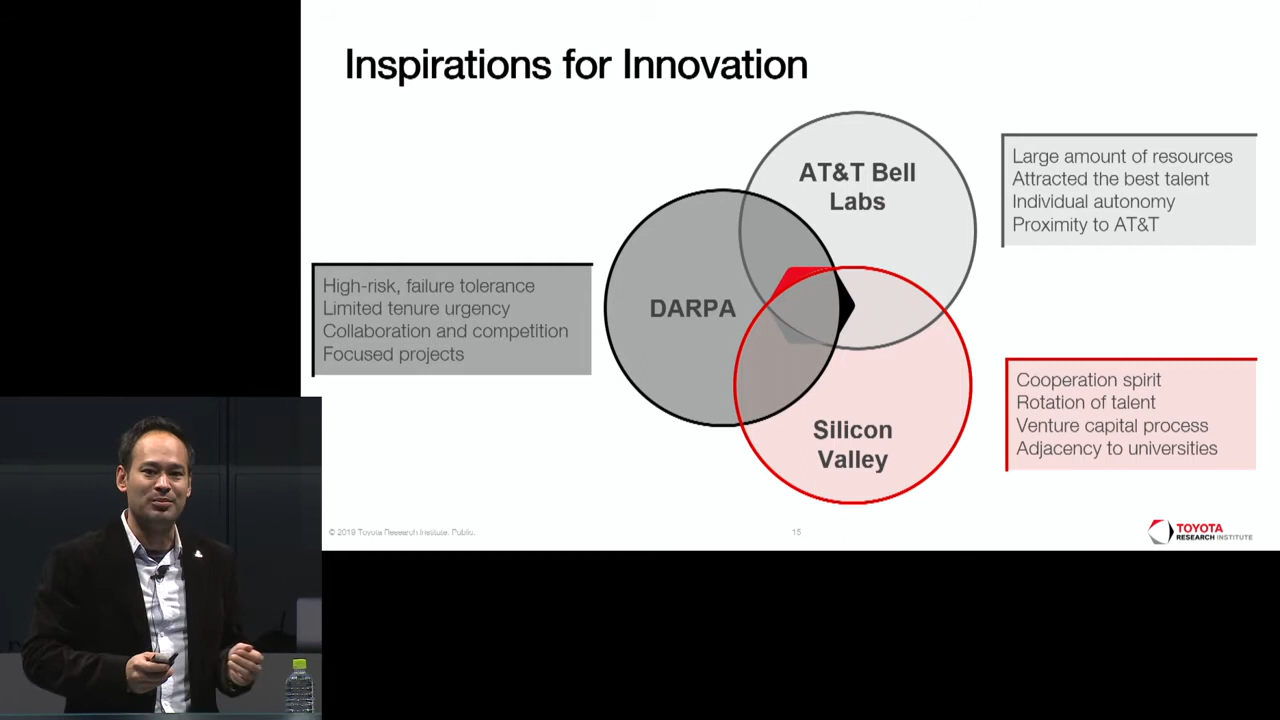 Inspirations for Innovation
AT&T Bell
Labs
Large amount of resources
Attracted the best talent
Individual autonomy
Proximity to AT&T
High-risk, failure tolerance
Limited tenure urgency
Collaboration and competition
Focused projects
DARPA
Cooperation spirit
Rotation of talent
Venture capital process
Adjacency to universities
Silicon
Valley
© 2019 Toyota Research Institute. Public.
15
TOYOTA
RESEARCH INSTITUTE